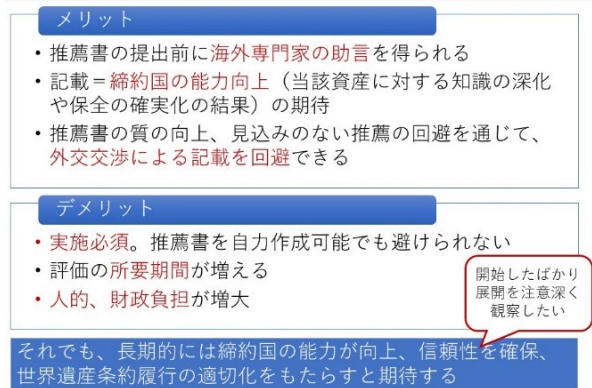 メリット
• 推薦書の提出前に海外専門家の助言を得られる
• 記載＝締約国の能力向上（当該資産に対する知識の深化
や保全の確実化の結果）の期待
• 推薦書の質の向上、見込みのない推薦の回避を通じて、
外交交渉による記載を回避できる
デメリット
• 実施必須。推薦書を自力作成可能でも避けられない
• 評価の所要期間が増える
• 人的、財政負担が増大
開始したばかり
展開を注意深く
観察したい
それでも、長期的には締約国の能力が向上、信頼性を確保、
世界遺産条約履行の適切化をもたらすと期待する